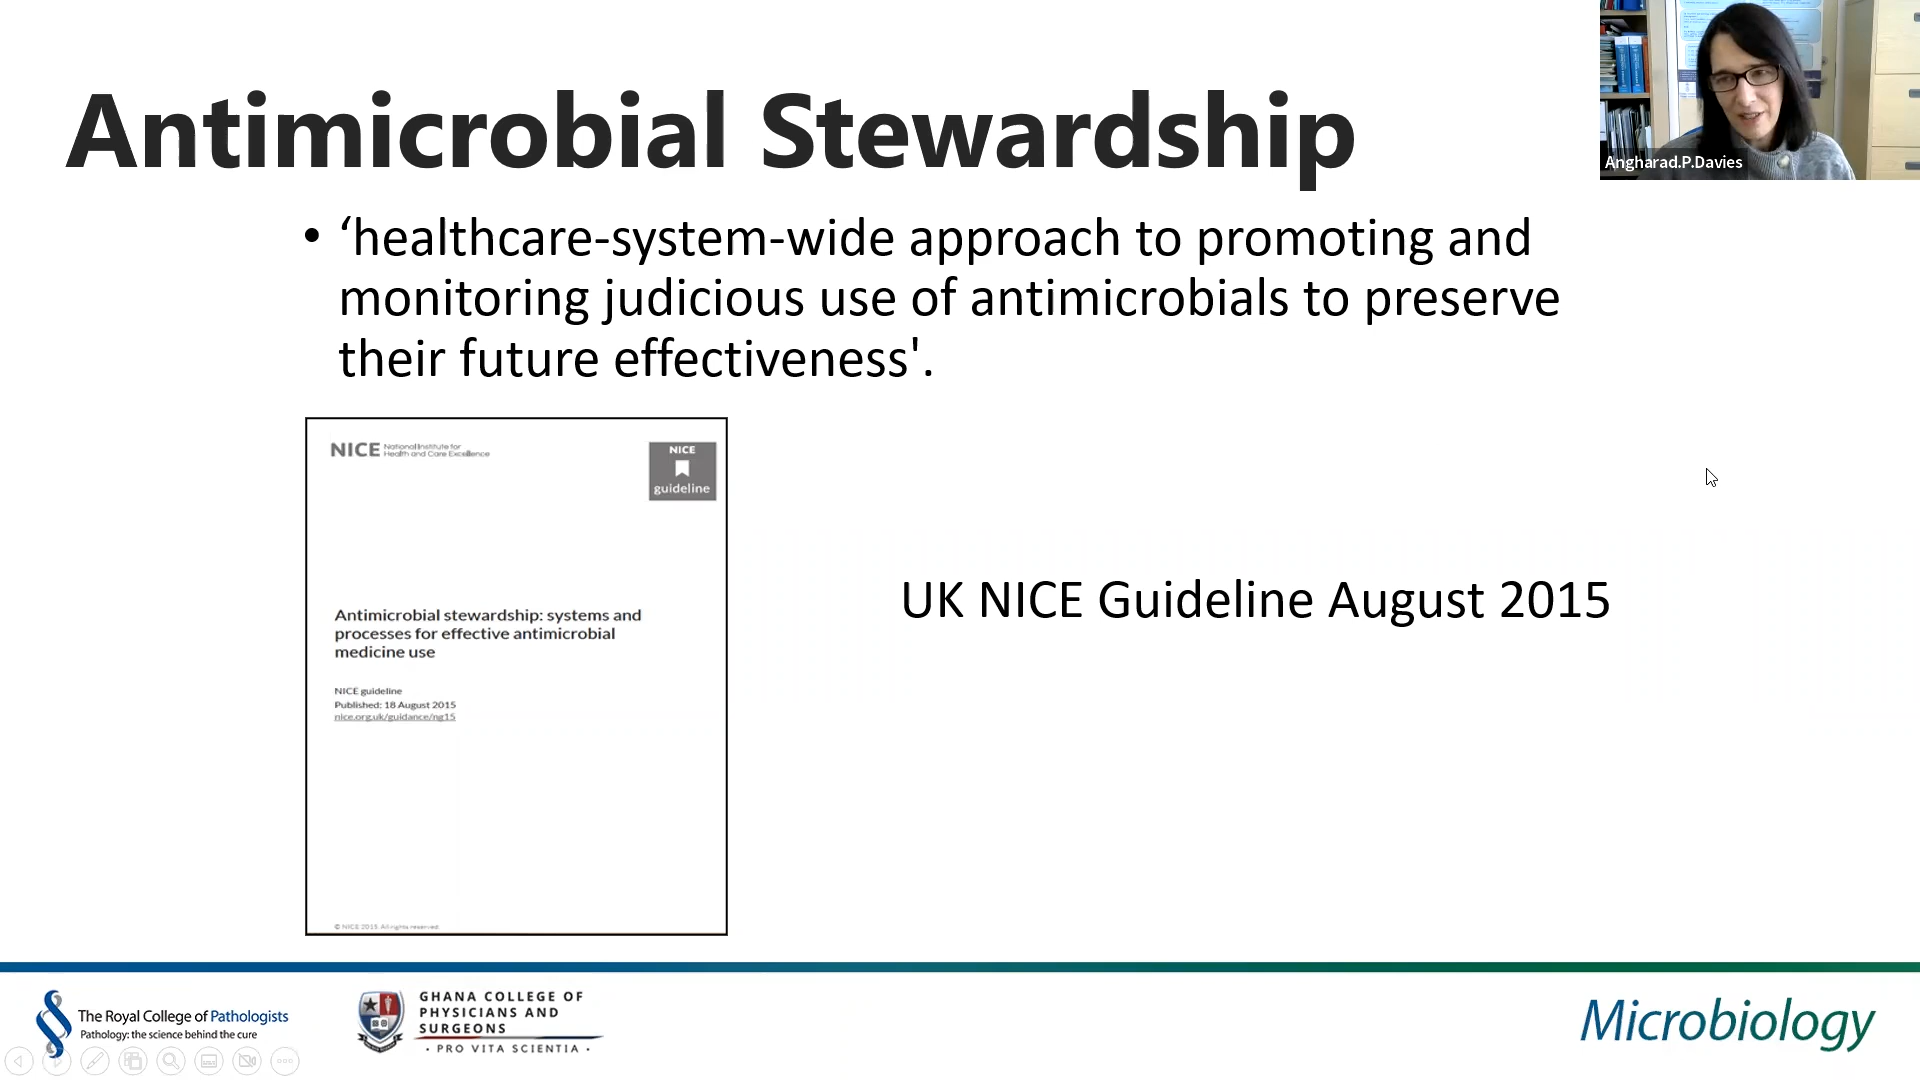 Antimicrobial Stewardship
Angharad.P.Davies
• ‘healthcare-system-wide approach to promoting and
monitoring judicious use of antimicrobials to preserve
their future effectiveness'.
NICE National Institute for
Health and Care Excellence
NICE
guideline
Antimicrobial stewardship: systems and
processes for effective antimicrobial
medicine use
NICE guideline
Published: 18 August 2015
nice.org.uk/guidance/ng15
© NICE 2015. All rights reserved.
UK NICE Guideline August 2015
The Royal College of Pathologists
Pathology: the science behind the cure
GHANA COLLEGE OF
PHYSICIANS AND
SURGEONS
· PRO VITA SCIENTIA ·
Microbiology